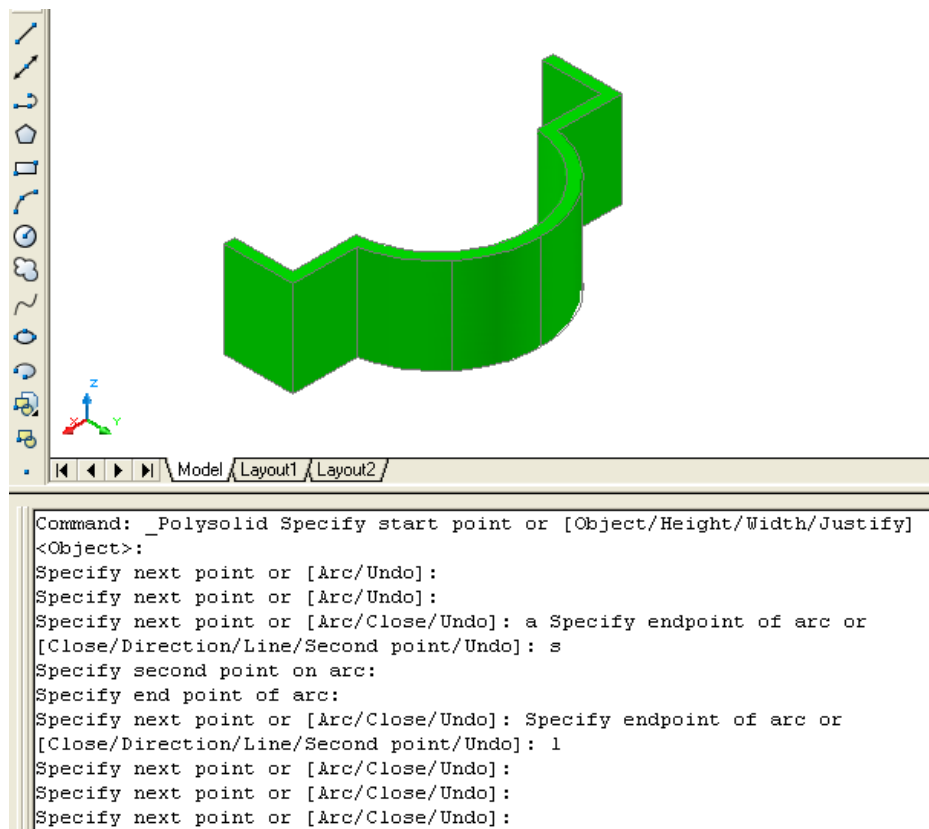 Z
X
Y
Model Layout1 Layout2
Command: _Polysolid Specify start point or [Object/Height/Width/Justify]
<Object>:
Specify next point or [Arc/Undo]:
Specify next point or [Arc/Undo]:
Specify next point or [Arc/Close/Undo]: a Specify endpoint of arc or
[Close/Direction/Line/Second point/Undo]: s
Specify second point on arc:
Specify end point of arc:
Specify next point or [Arc/Close/Undo]: Specify endpoint of arc or
[Close/Direction/Line/Second point/Undo]: l
Specify next point or [Arc/Close/Undo]:
Specify next point or [Arc/Close/Undo]:
Specify next point or [Arc/Close/Undo]: